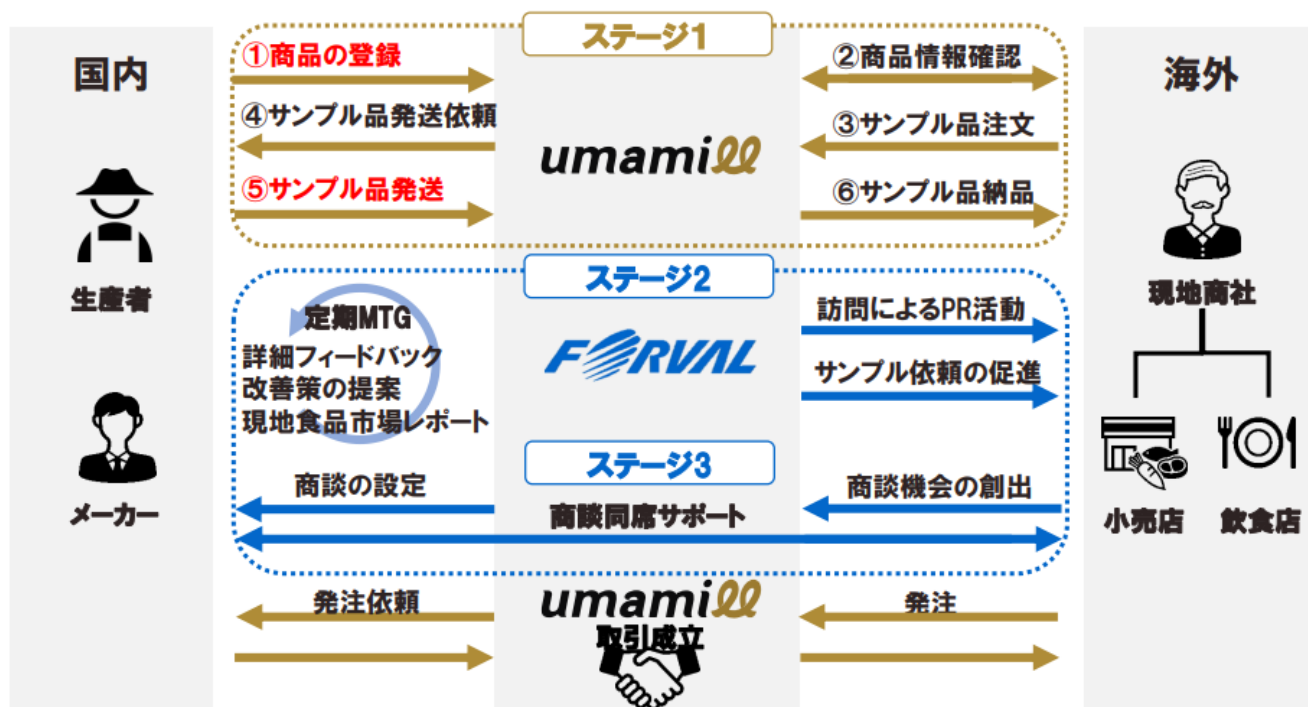 国内
生産者
メーカー
ステージ1
①商品の登録
②商品情報確認
④サンプル品発送依頼
③サンプル品注文
umamill
⑤サンプル品発送
⑥サンプル品納品
ステージ2
定期MTG
詳細フィードバック
改善策の提案
現地食品市場レポート
FORVAL
訪問によるPR活動
サンプル依頼の促進
ステージ3
商談の設定
商談同席サポート
商談機会の創出
発注依頼
umamill
取引成立
発注
海外
現地商社
小売店
飲食店